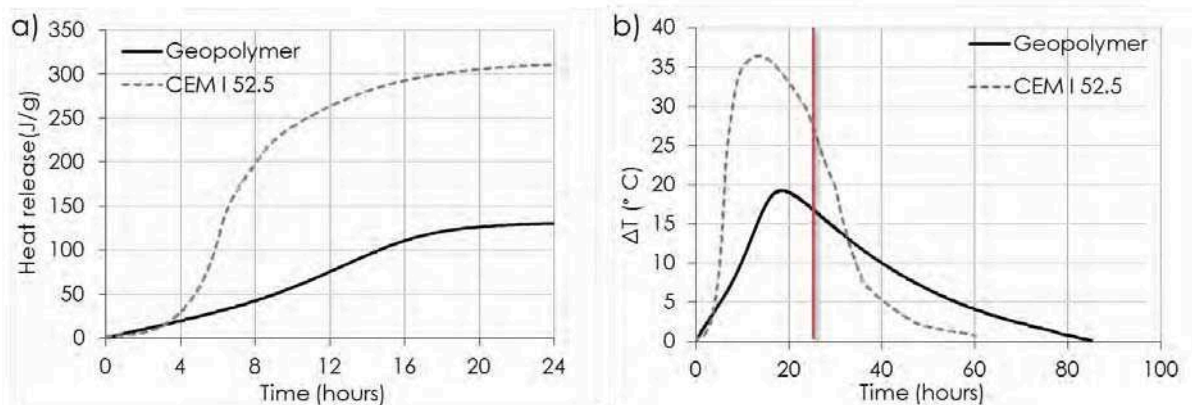 a)
350
300
250
200
150
100
50
0
Heat release(J/g)
Geopolymer
CEM I 52.5
0 4 8 12 16 20 24
Time (hours)
b)
40
35
30
25
20
15
10
5
0
ΔT (° C)
Geopolymer
CEM I 52.5
0 20 40 60 80 100
Time (hours)